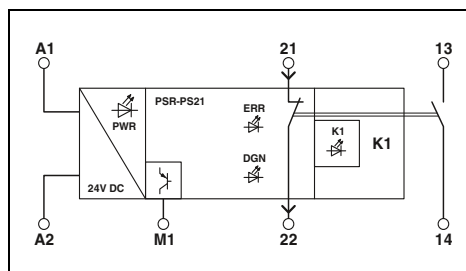 A1 21 13
PSR-PS21
PWR ERR
K1 K1
DGN
24V DC
A2 M1 22 14